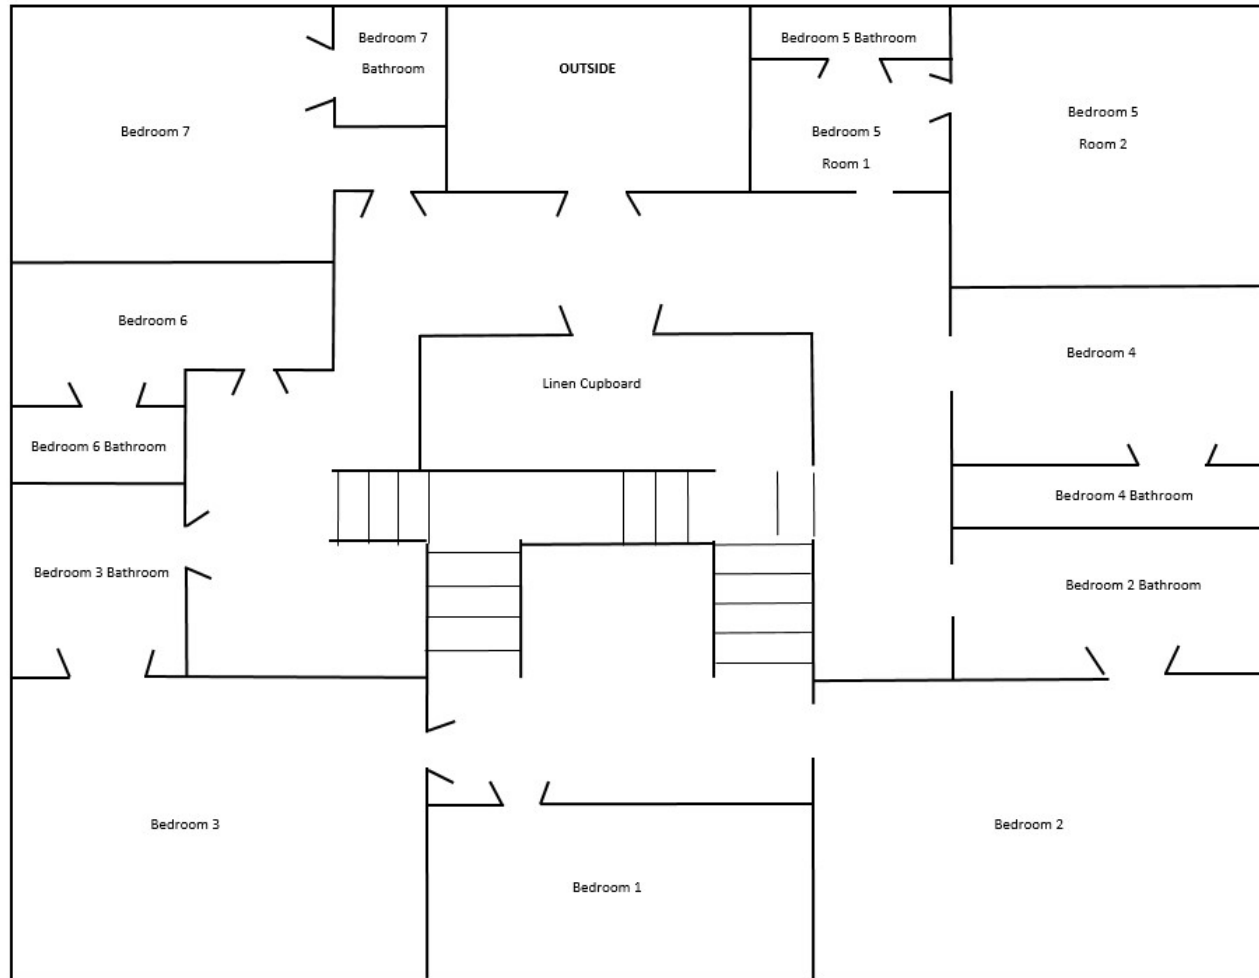 Bedroom 7
Bathroom
OUTSIDE
Bedroom 5 Bathroom
Bedroom 7
Bedroom 5
Room 1
Bedroom 5
Room 2
Bedroom 6
Bedroom 4
Linen Cupboard
Bedroom 6 Bathroom
Bedroom 4 Bathroom
Bedroom 3 Bathroom
Bedroom 2 Bathroom
Bedroom 3
Bedroom 2
Bedroom 1